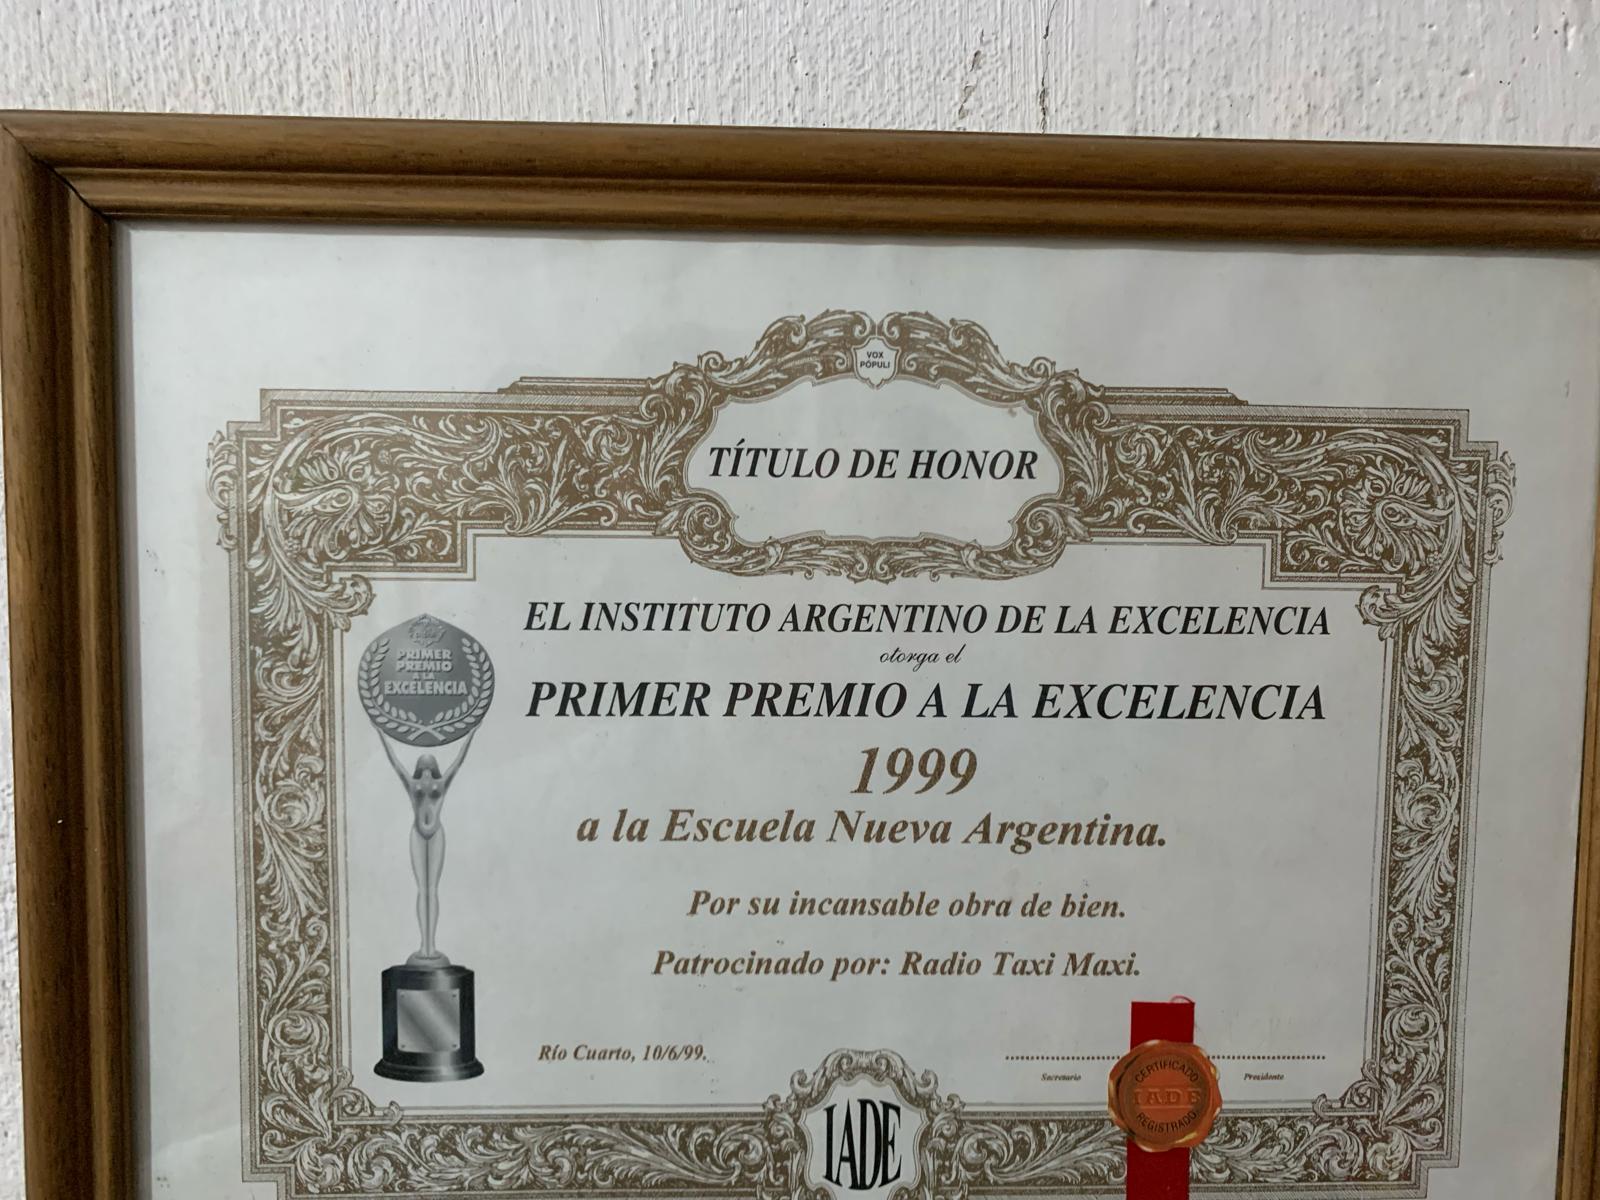 VOX
PÓPULI
TÍTULO DE HONOR
EL INSTITUTO ARGENTINO DE LA EXCELENCIA
otorga el
PRIMER PREMIO A LA EXCELENCIA
1999
a la Escuela Nueva Argentina.
Por su incansable obra de bien.
Patrocinado por: Radio Taxi Maxi.
PRIMER
PREMIO
A LA
EXCELENCIA
Río Cuarto, 10/6/99.
Secretario
Presidente
CERTIFICADO
IADE
REGISTRADO
IADE